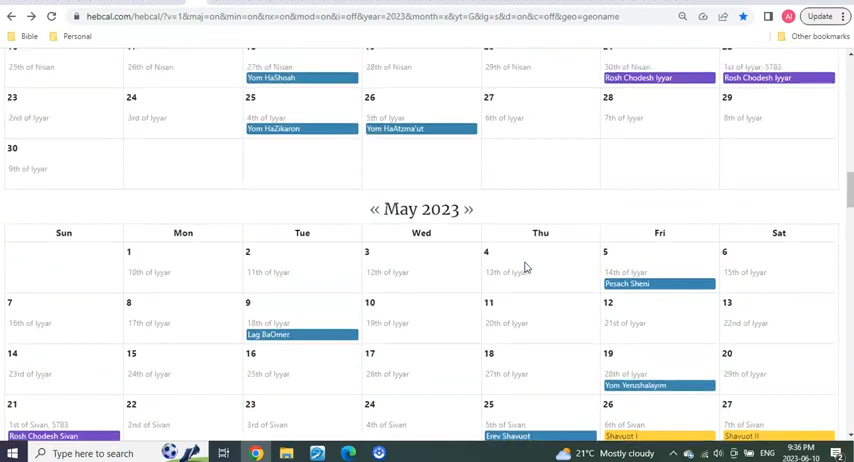 hebcal.com/hebcal/?v=1&maj=on&min=on&nx=on&mod=on&i=off&year=2023&month=x&yt=G&lg=s&d=on&c=off&geo=geoname
AI
Update
Bible Personal Other bookmarks
25th of Nisan 26th of Nisan 27th of Nisan 28th of Nisan 29th of Nisan 30th of Nisan 1st of Iyyar, 5783
Yom HaShoah Rosh Chodesh Iyyar Rosh Chodesh Iyyar
23 24 25 26 27 28 29
2nd of Iyyar 3rd of Iyyar 4th of Iyyar 5th of Iyyar 6th of Iyyar 7th of Iyyar 8th of Iyyar
Yom HaZikaron Yom HaAtzma'ut
30
9th of Iyyar
« May 2023 »
Sun Mon Tue Wed Thu Fri Sat
1 2 3 4 5 6
10th of Iyyar 11th of Iyyar 12th of Iyyar 13th of Iyyar 14th of Iyyar 15th of Iyyar
Pesach Sheni
7 8 9 10 11 12 13
16th of Iyyar 17th of Iyyar 18th of Iyyar 19th of Iyyar 20th of Iyyar 21st of Iyyar 22nd of Iyyar
Lag BaOmer
14 15 16 17 18 19 20
23rd of Iyyar 24th of Iyyar 25th of Iyyar 26th of Iyyar 27th of Iyyar 28th of Iyyar 29th of Iyyar
Yom Yerushalayim
21 22 23 24 25 26 27
1st of Sivan, 5783 2nd of Sivan 3rd of Sivan 4th of Sivan 5th of Sivan 6th of Sivan 7th of Sivan
Rosh Chodesh Sivan Erev Shavuot Shavuot I Shavuot II
Type here to search
21°C Mostly cloudy
ENG
9:36 PM
2023-06-10
2